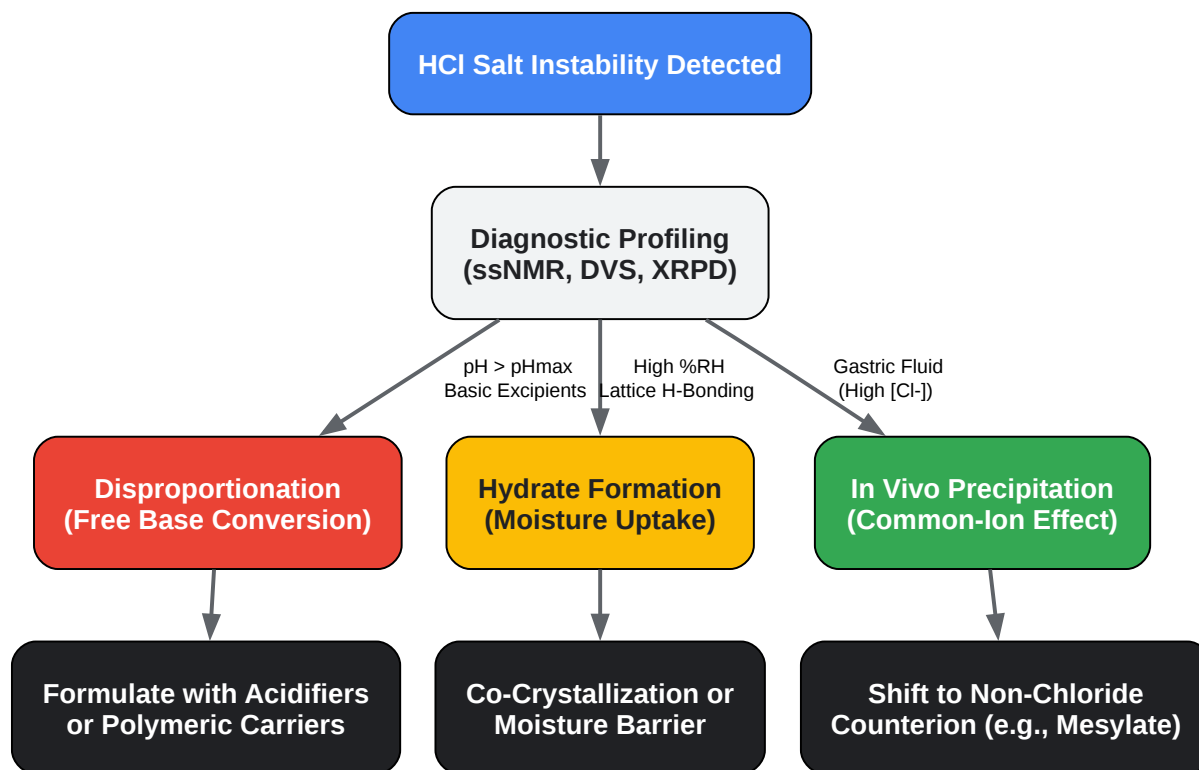 HCl Salt Instability Detected
Diagnostic Profiling
(ssNMR, DVS, XRPD)
pH > pHmax
Basic Excipients
High %RH
Lattice H-Bonding
Gastric Fluid
(High [Cl-])
Disproportionation
(Free Base Conversion)
Hydrate Formation
(Moisture Uptake)
In Vivo Precipitation
(Common-Ion Effect)
Formulate with Acidifiers
or Polymeric Carriers
Co-Crystallization or
Moisture Barrier
Shift to Non-Chloride
Counterion (e.g., Mesylate)